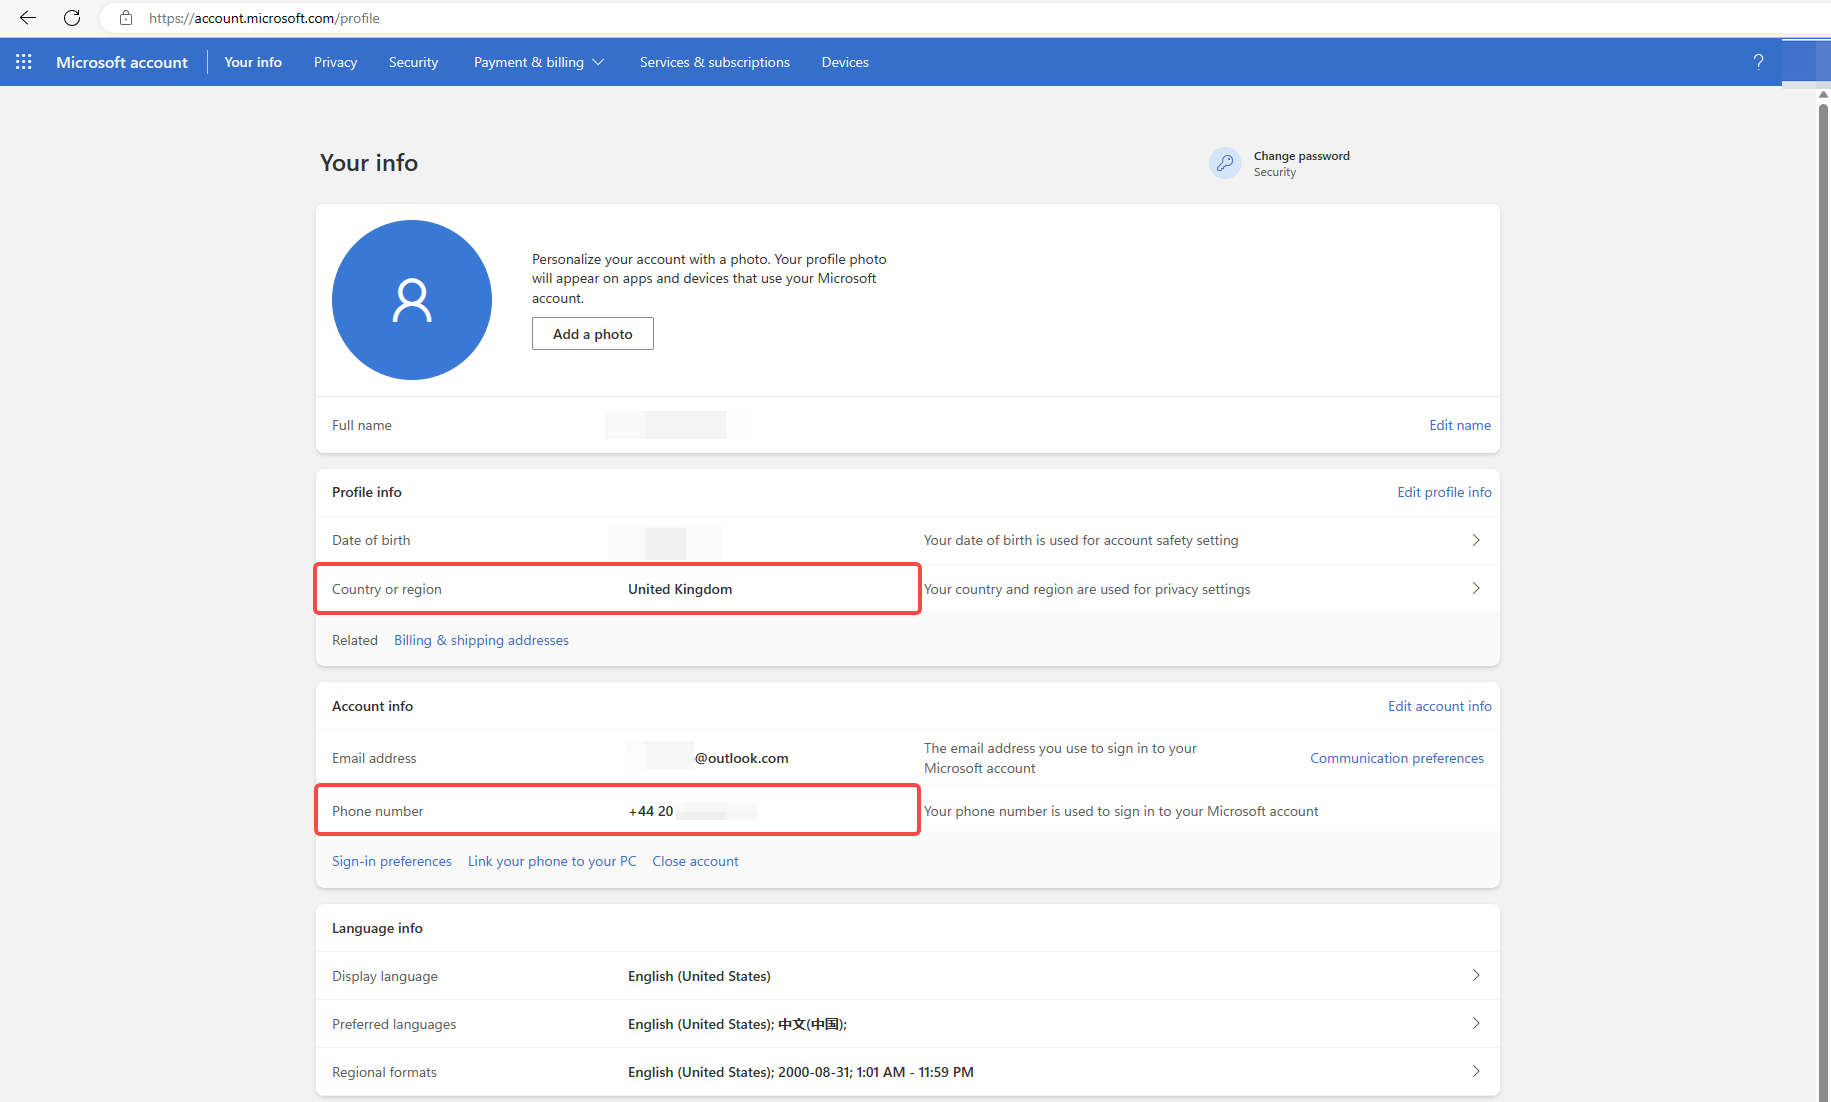 https://account.microsoft.com/profile
Microsoft account
Your info
Privacy
Security
Payment & billing
Services & subscriptions
Devices
?
Your info
Change password
Security
Personalize your account with a photo. Your profile photo
will appear on apps and devices that use your Microsoft
account.
Add a photo
Full name
Edit name
Profile info
Edit profile info
Date of birth
Your date of birth is used for account safety setting
Country or region
United Kingdom
Your country and region are used for privacy settings
Related
Billing & shipping addresses
Account info
Edit account info
Email address
@outlook.com
The email address you use to sign in to your
Microsoft account
Communication preferences
Phone number
+44 20
Your phone number is used to sign in to your Microsoft account
Sign-in preferences
Link your phone to your PC
Close account
Language info
Display language
English (United States)
Preferred languages
English (United States); 中文(中国);
Regional formats
English (United States); 2000-08-31; 1:01 AM - 11:59 PM